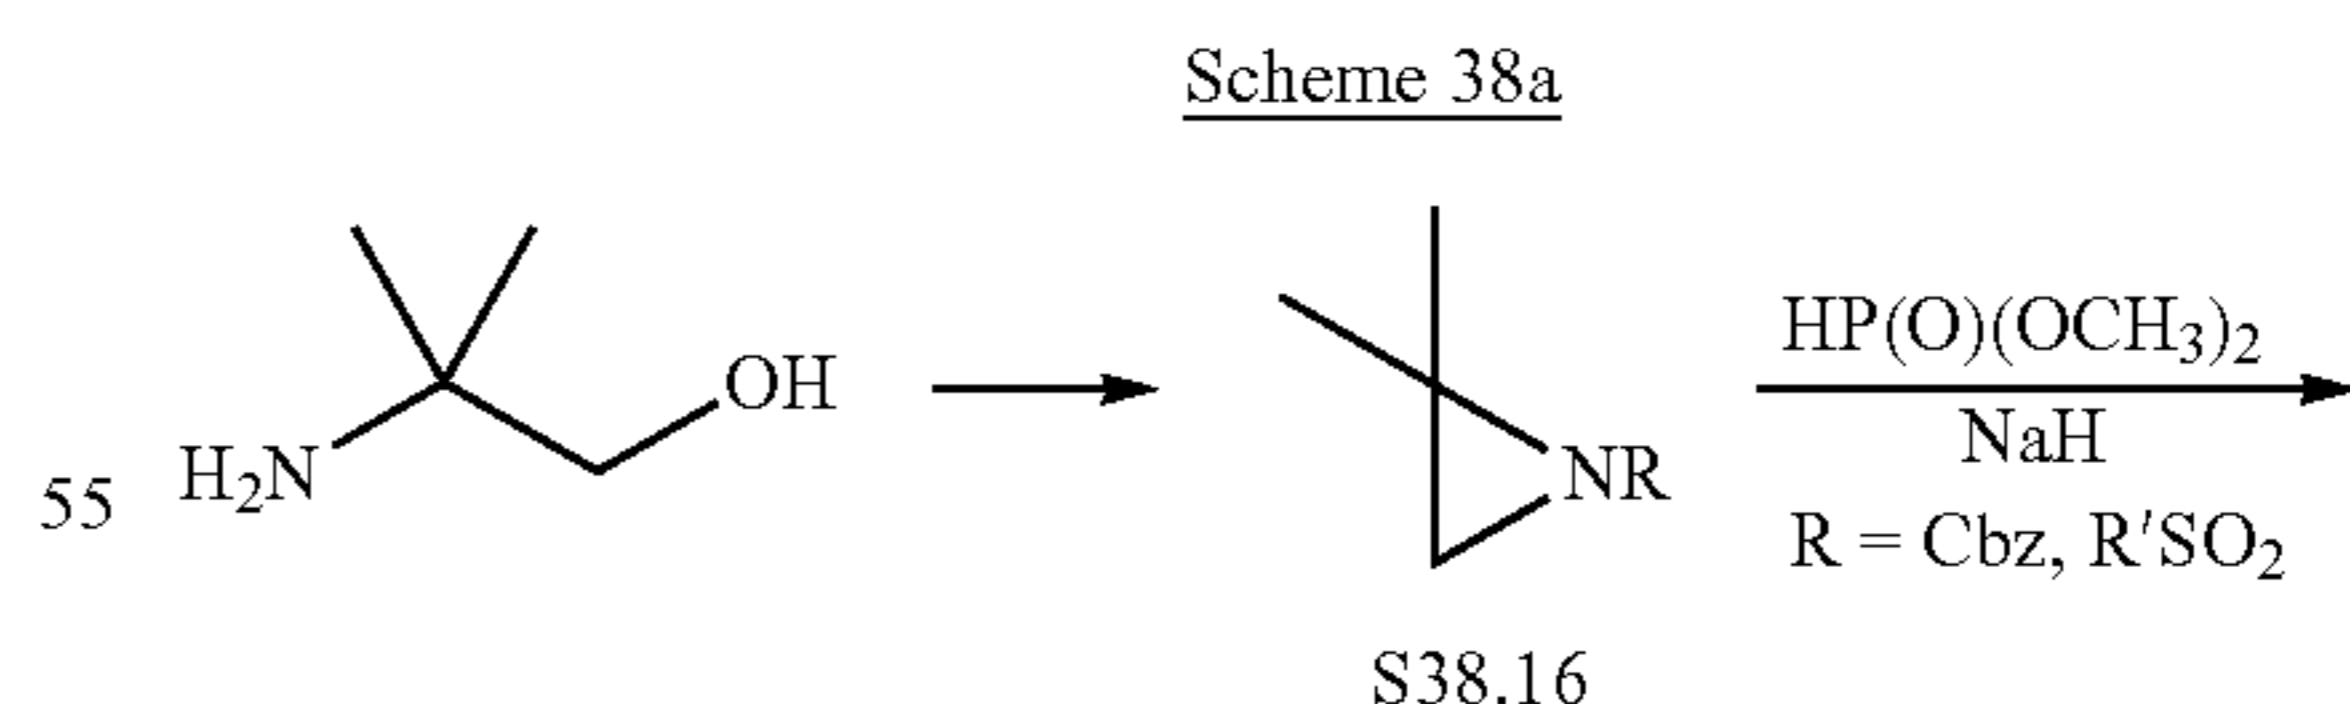 Scheme 38a
HP(O)(OCH3)2
OH
NaH
55 H2N
NR
R = Cbz, R'SO2
S38.16